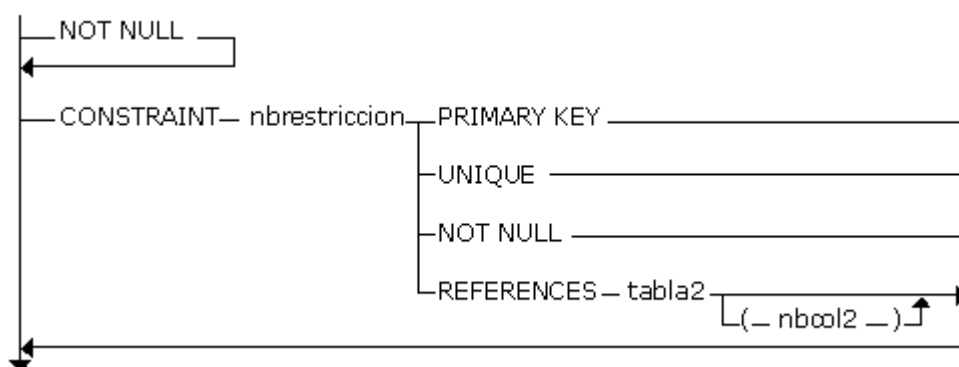 NOT NULL
CONSTRAINT nbrestriccion PRIMARY KEY
UNIQUE
NOT NULL
REFERENCES tabla2
( nbcol2 )